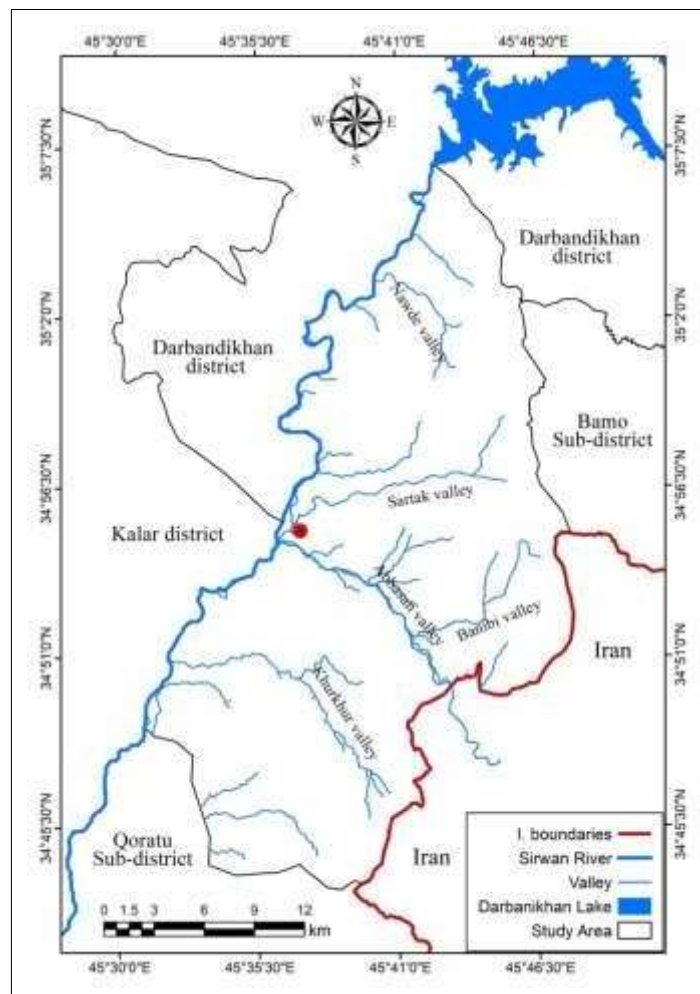 45°30'0"E 45°35'30"E 45°41'0"E 45°46'30"E
N
W E
S
35°7'30"N 35°7'30"N
Darbandikhan
district
Nawde valley
35°2'0"N 35°2'0"N
Darbandikhan
district
Bamo
Sub-district
34°56'30"N 34°56'30"N
Sartak valley
Kalar district
Abbasan valley
Bambi valley
34°51'0"N 34°51'0"N
Iran
Khurkhur valley
34°45'30"N 34°45'30"N
Qoratu
Sub-district
Iran
I. boundaries
Sirwan River
Valley
Darbanikhan Lake
Study Area
0 1.5 3 6 9 12
km
45°30'0"E 45°35'30"E 45°41'0"E 45°46'30"E